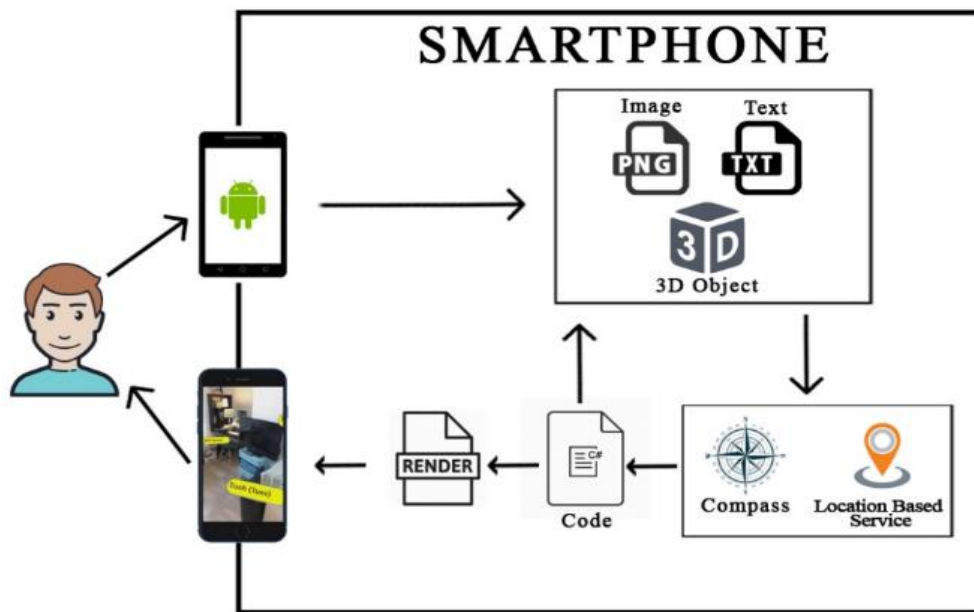 SMARTPHONE
Image Text
PNG TXT
3D
3D Object
RENDER
C#
Code
Compass
Location Based
Service